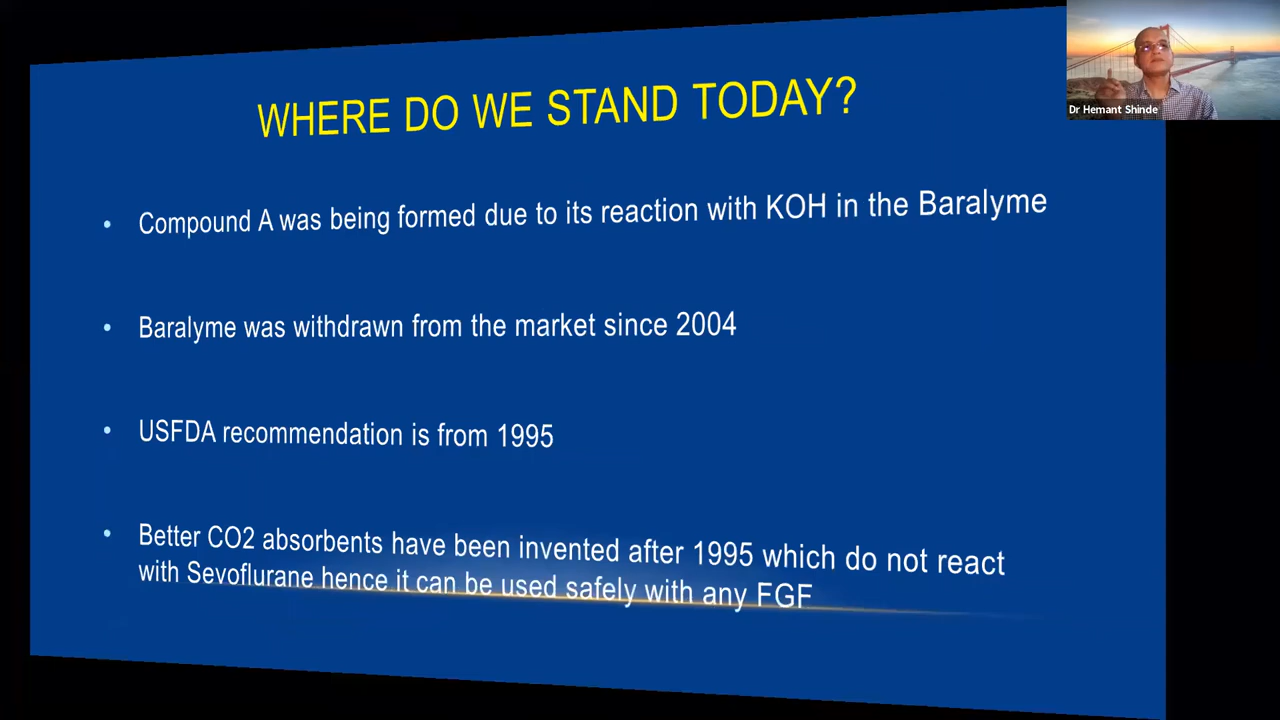 WHERE DO WE STAND TODAY?
Dr Hemant Shinde
• Compound A was being formed due to its reaction with KOH in the Baralyme
• Baralyme was withdrawn from the market since 2004
• USFDA recommendation is from 1995
• Better CO2 absorbents have been invented after 1995 which do not react
with Sevoflurane hence it can be used safely with any FGF